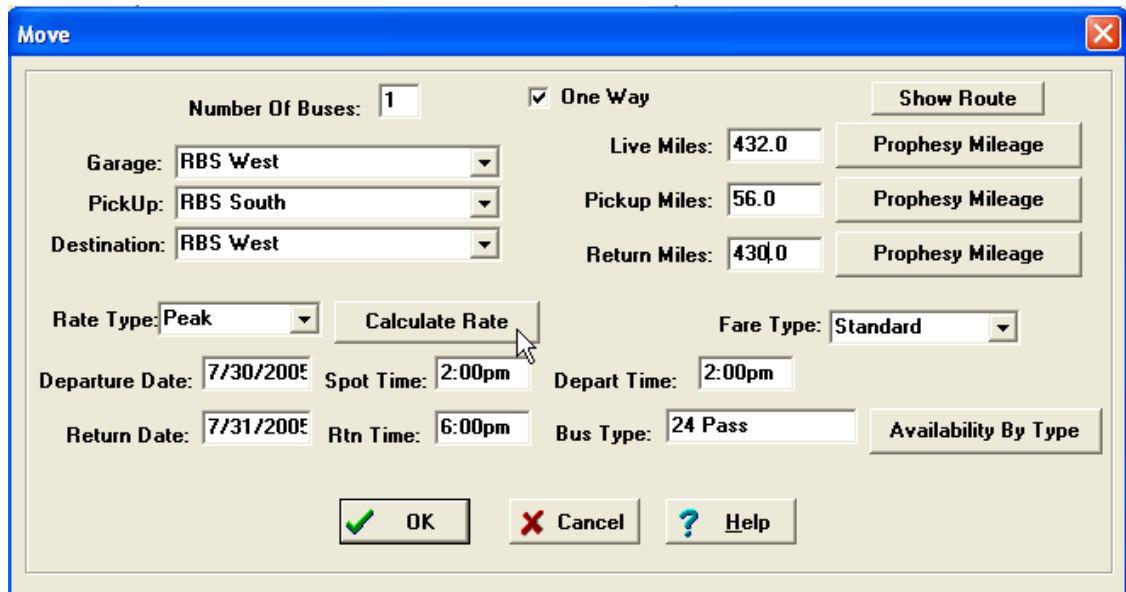 Move
Number Of Buses: 1
One Way
Show Route
Garage: RBS West
Live Miles: 432.0
Prophesy Mileage
PickUp: RBS South
Pickup Miles: 56.0
Prophesy Mileage
Destination: RBS West
Return Miles: 430.0
Prophesy Mileage
Rate Type: Peak
Calculate Rate
Fare Type: Standard
Departure Date: 7/30/2005
Spot Time: 2:00pm
Depart Time: 2:00pm
Return Date: 7/31/2005
Rtn Time: 6:00pm
Bus Type: 24 Pass
Availability By Type
OK
Cancel
Help